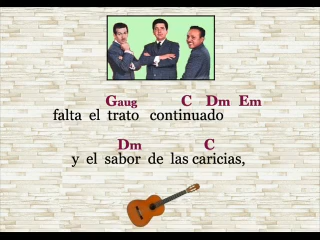 Gaug C Dm Em
falta el trato continuado
Dm C
y el sabor de las caricias,